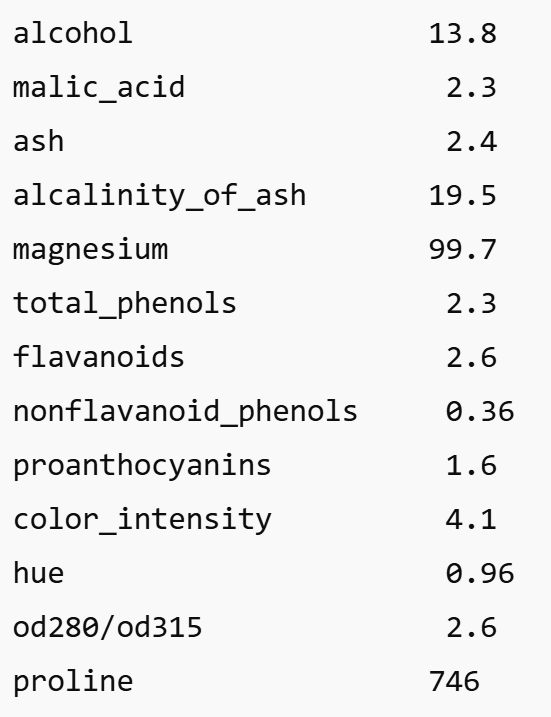 alcohol 13.8
malic_acid 2.3
ash 2.4
alcalinity_of_ash 19.5
magnesium 99.7
total_phenols 2.3
flavanoids 2.6
nonflavanoid_phenols 0.36
proanthocyanins 1.6
color_intensity 4.1
hue 0.96
od280/od315 2.6
proline 746